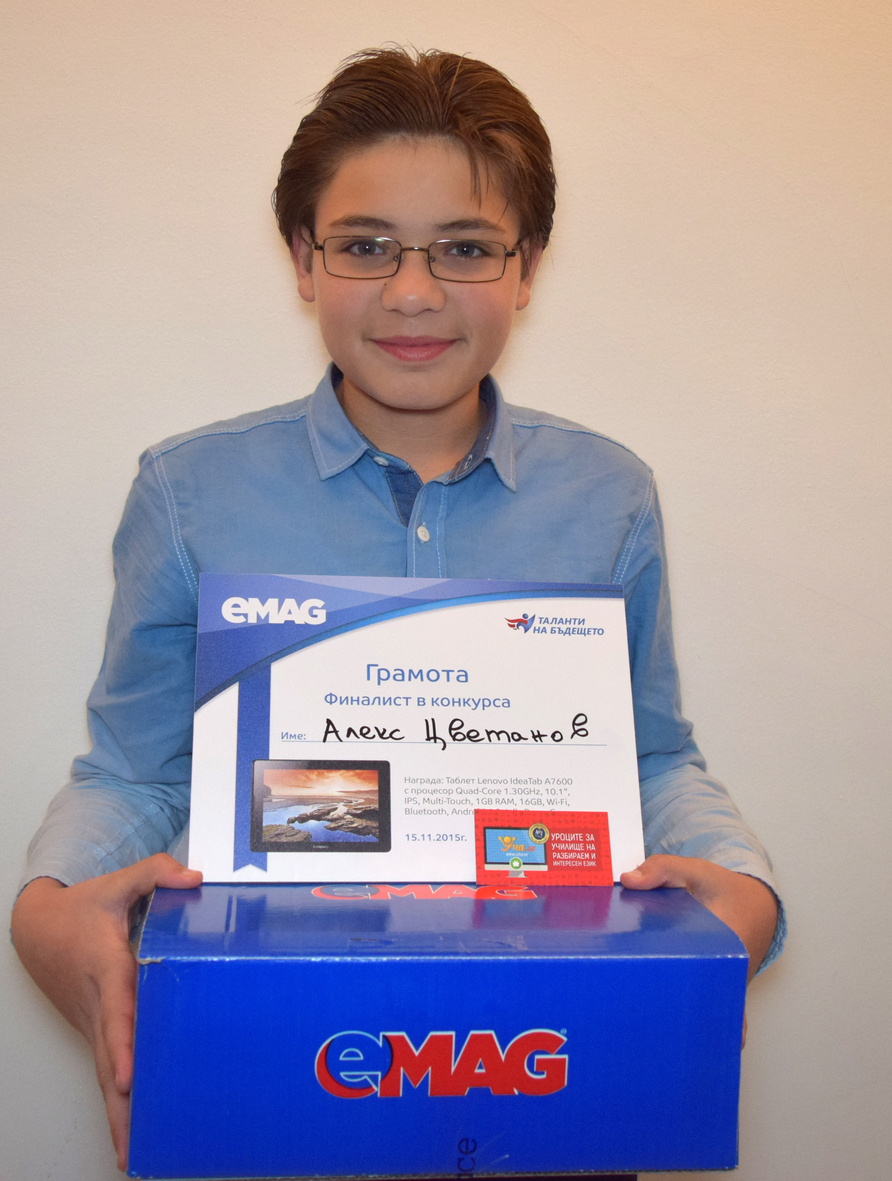 eMAG
ТАЛАНТИ
НА БЪДЕЩЕТО
Грамота
Финалист в конкурса
Име: Алекс Цветанов
Награда: Таблет Lenovo IdeaTab A7600
с процесор Quad-Core 1.30GHz, 10.1",
IPS, Multi-Touch, 1GB RAM, 16GB, Wi-Fi,
Bluetooth,
15.11.2015г.
УРОЦИТЕ ЗА
УЧИЛИЩЕ НА
РАЗБИРАЕМ И
ИНТЕРЕСЕН ЕЗИК
eMAG
eMAG®